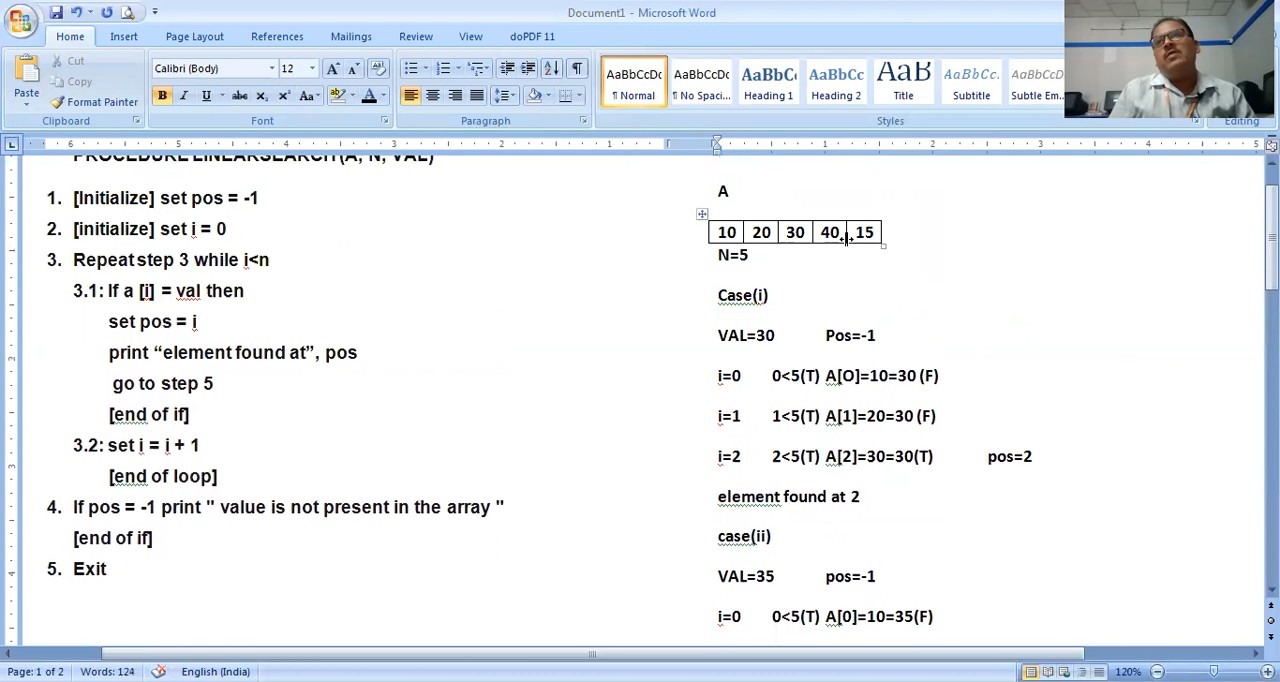 Document1 - Microsoft Word
Home Insert Page Layout References Mailings Review View doPDF 11
Paste
Cut
Copy
Format Painter
Clipboard
Calibri (Body) 12
Font
Paragraph
AaBbCcDc AaBbCcDc AaBbC AaBbCc AaB AaBbCc. AaBbCcDc
¶ Normal ¶ No Spaci... Heading 1 Heading 2 Title Subtitle Subtle Em...
Styles
Editing
PROCEDURE LINEARSEARCH (A, N, VAL)
1. [Initialize] set pos = -1
2. [initialize] set i = 0
3. Repeat step 3 while i<n
3.1: If a [i] = val then
set pos = i
print “element found at”, pos
go to step 5
[end of if]
3.2: set i = i + 1
[end of loop]
4. If pos = -1 print " value is not present in the array "
[end of if]
5. Exit
A
10 20 30 40 15
N=5
Case(i)
VAL=30 Pos=-1
i=0 0<5(T) A[O]=10=30 (F)
i=1 1<5(T) A[1]=20=30 (F)
i=2 2<5(T) A[2]=30=30(T) pos=2
element found at 2
case(ii)
VAL=35 pos=-1
i=0 0<5(T) A[0]=10=35(F)
Page: 1 of 2 Words: 124 English (India) 120%